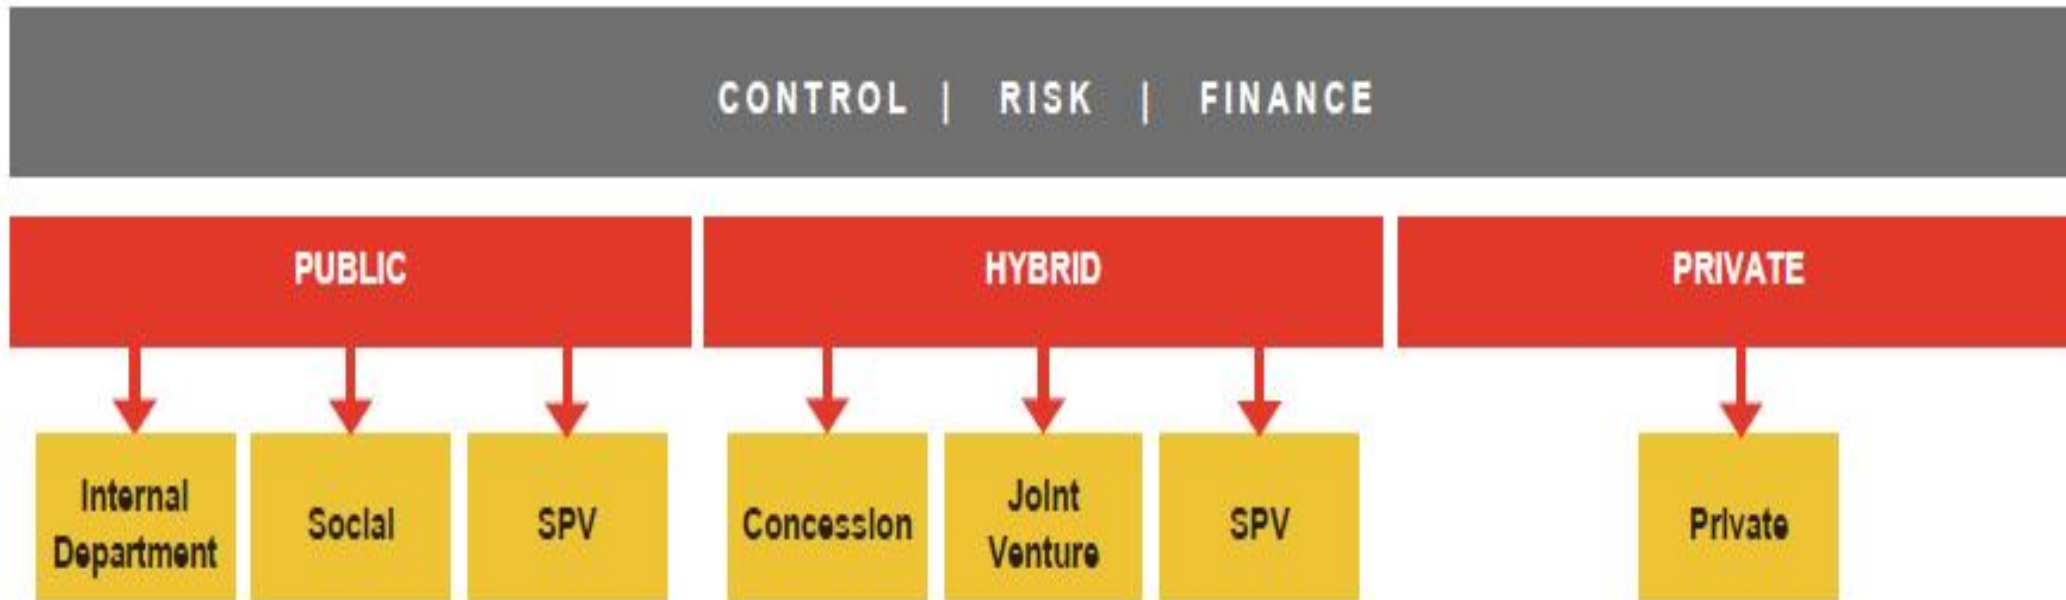 CONTROL | RISK | FINANCE
PUBLIC
HYBRID
PRIVATE
Internal
Department
Social
SPV
Concession
Joint
Venture
SPV
Private